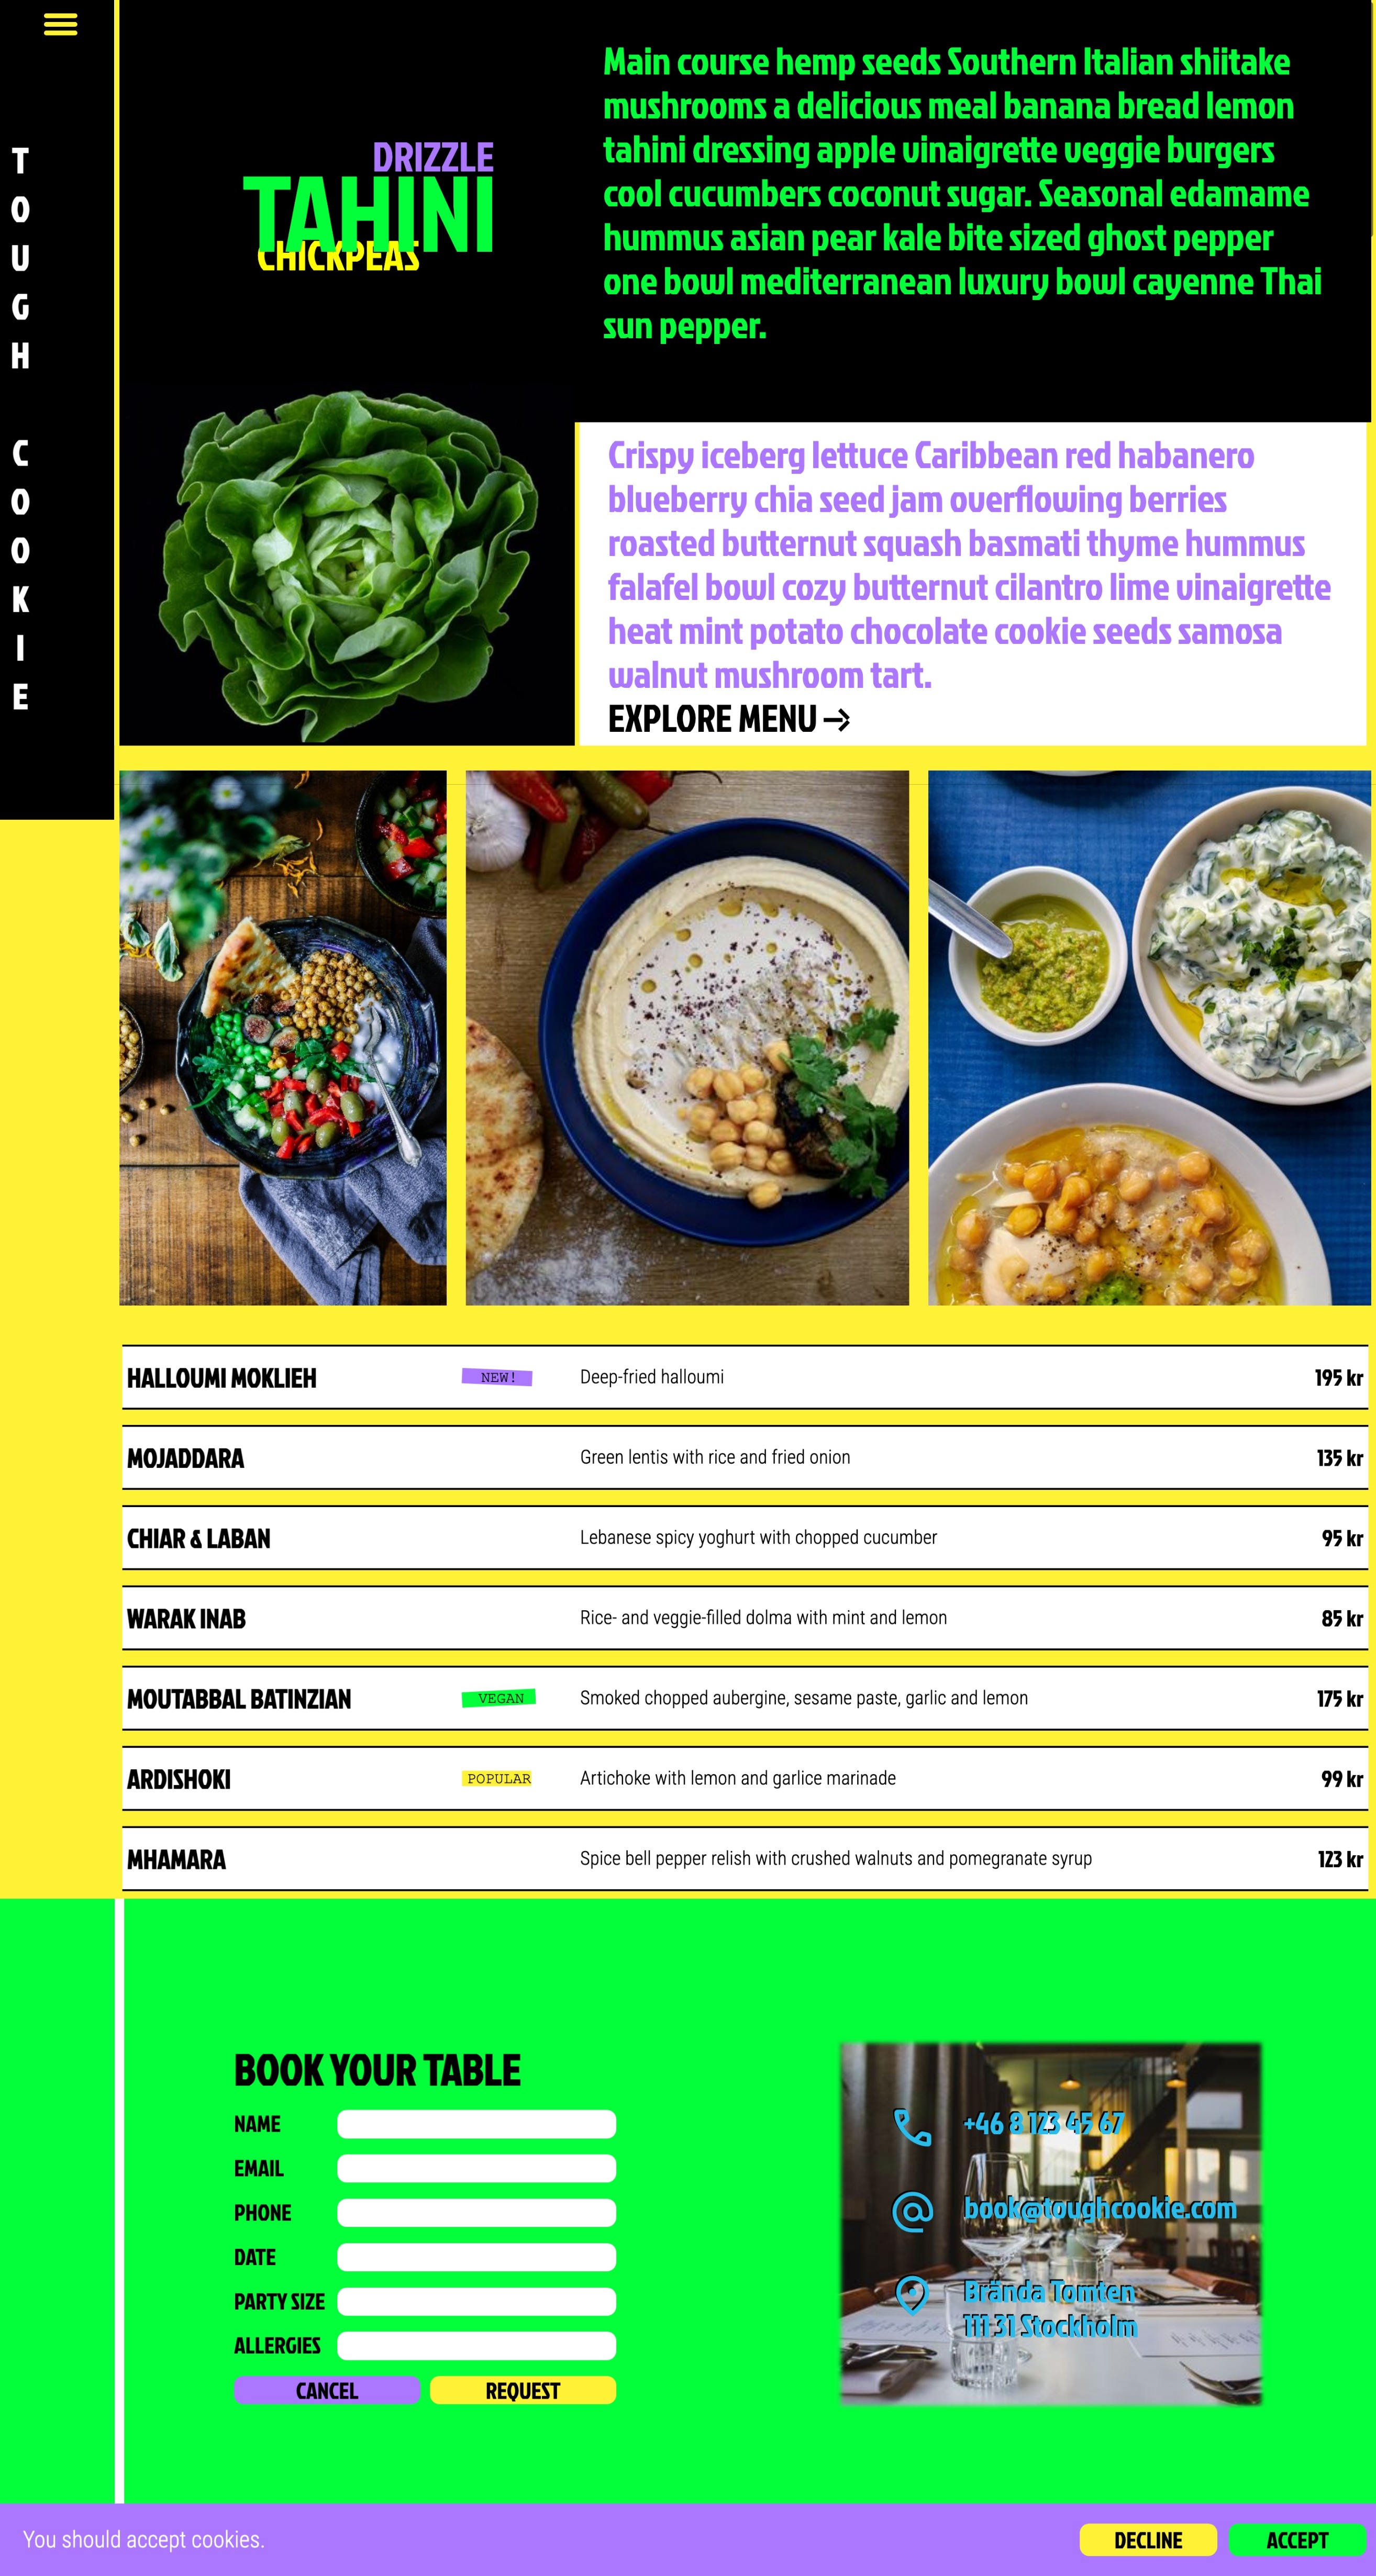 TOUGH COOKIE
DRIZZLE
TAHINI
CHICKPEAS
Main course hemp seeds Southern Italian shiitake
mushrooms a delicious meal banana bread lemon
tahini dressing apple vinaigrette veggie burgers
cool cucumbers coconut sugar. Seasonal edamame
hummus asian pear kale bite sized ghost pepper
one bowl mediterranean luxury bowl cayenne Thai
sun pepper.
Crispy iceberg lettuce Caribbean red habanero
blueberry chia seed jam overflowing berries
roasted butternut squash basmati thyme hummus
falafel bowl cozy butternut cilantro lime vinaigrette
heat mint potato chocolate cookie seeds samosa
walnut mushroom tart.
EXPLORE MENU →
HALLOUMI MOKLIEH NEW! Deep-fried halloumi 195 kr
MOJADDARA Green lentis with rice and fried onion 135 kr
CHIAR & LABAN Lebanese spicy yoghurt with chopped cucumber 95 kr
WARAK INAB Rice- and veggie-filled dolma with mint and lemon 85 kr
MOUTABBAL BATINZIAN VEGAN Smoked chopped aubergine, sesame paste, garlic and lemon 175 kr
ARDISHOKI POPULAR Artichoke with lemon and garlice marinade 99 kr
MHAMARA Spice bell pepper relish with crushed walnuts and pomegranate syrup 123 kr
BOOK YOUR TABLE
NAME
EMAIL
PHONE
DATE
PARTY SIZE
ALLERGIES
CANCEL REQUEST
+46 8 123 45 67
book@toughcookie.com
Brända Tomten
111 31 Stockholm
You should accept cookies. DECLINE ACCEPT